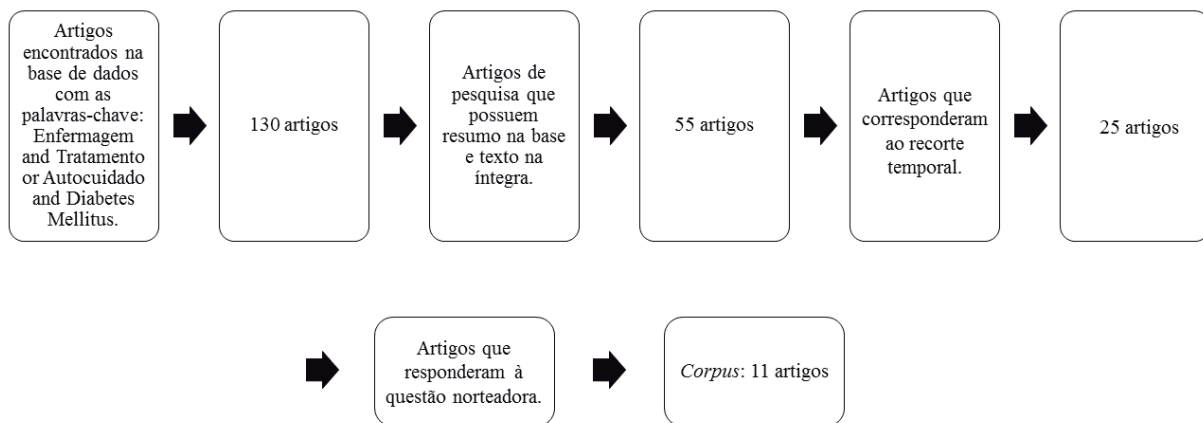 Artigos
encontrados na
base de dados
com as
palavras-chave:
Enfermagem
and Tratamento
or Autocuidado
and Diabetes
Mellitus.
130 artigos
Artigos de
pesquisa que
possuem
resumo na base
e texto na
íntegra.
55 artigos
Artigos que
corresponderam
ao recorte
temporal.
25 artigos
Artigos que
responderam à
questão norteadora.
Corpus: 11 artigos